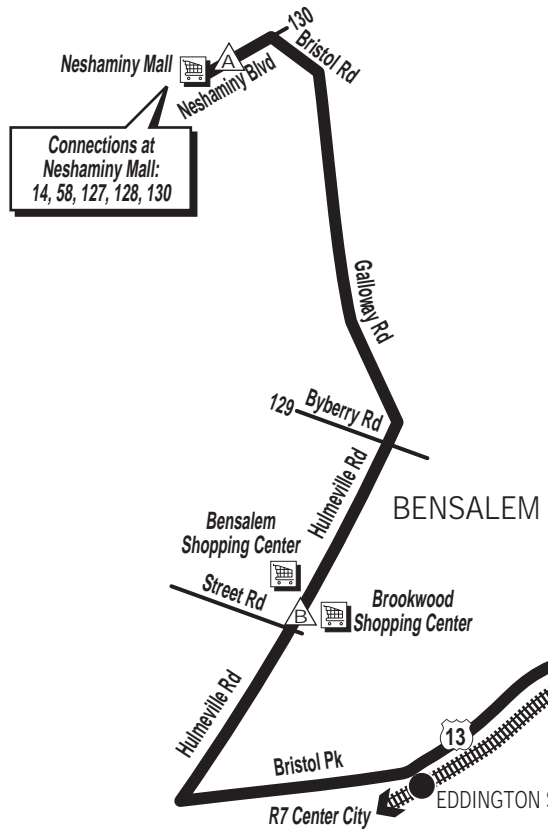 130
Bristol Rd
Neshaminy Mall
A
Neshaminy Blvd
Connections at
Neshaminy Mall:
14, 58, 127, 128, 130
Galloway Rd
129
Byberry Rd
Hulmeville Rd
BENSALEM
Bensalem
Shopping Center
Street Rd
B
Brookwood
Shopping Center
Hulmeville Rd
13
Bristol Pk
R7 Center City
EDDINGTON S